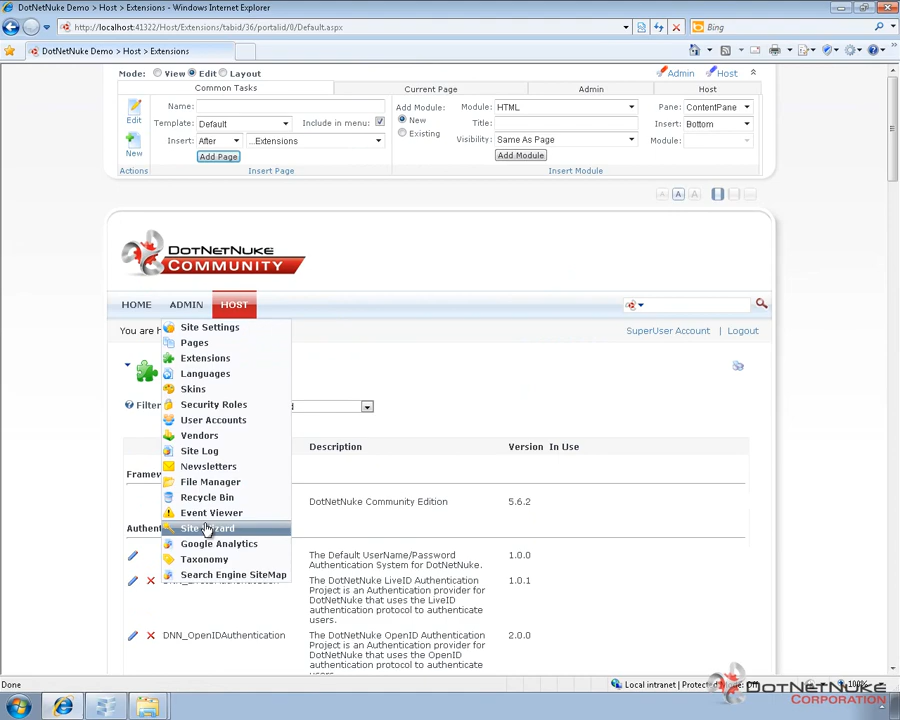 DotNetNuke Demo > Host > Extensions - Windows Internet Explorer
http://localhost:41322/Host/Extensions/tabid/36/portalid/0/Default.aspx
Bing
DotNetNuke Demo > Host > Extensions
Mode: View Edit Layout
Admin Host
Common Tasks Current Page Admin Host
Edit
New
Actions
Name:
Template: Default Include in menu:
Insert: After ...Extensions
Add Page
Insert Page
Add Module:
New
Existing
Module: HTML
Title:
Visibility: Same As Page
Add Module
Pane: ContentPane
Insert: Bottom
Module:
Insert Module
A A A
DOTNETNUKE
COMMUNITY
HOME ADMIN HOST
You are
SuperUser Account | Logout
Site Settings
Pages
Extensions
Languages
Skins
Security Roles
User Accounts
Vendors
Site Log
Newsletters
File Manager
Recycle Bin
Event Viewer
Site Wizard
Google Analytics
Taxonomy
Search Engine SiteMap
Filter
Description Version In Use
Framew
DotNetNuke Community Edition 5.6.2
Authent
The Default UserName/Password
Authentication System for DotNetNuke.
1.0.0
The DotNetNuke LiveID Authentication
Project is an Authentication provider for
DotNetNuke that uses the LiveID
authentication protocol to authenticate
users.
1.0.1
DNN_OpenIDAuthentication
The DotNetNuke OpenID Authentication
Project is an Authentication provider for
DotNetNuke that uses the OpenID
authentication protocol to authenticate
2.0.0
Done
Local intranet | Protected Mode: Off
100%
DOTNETNUKE
CORPORATION